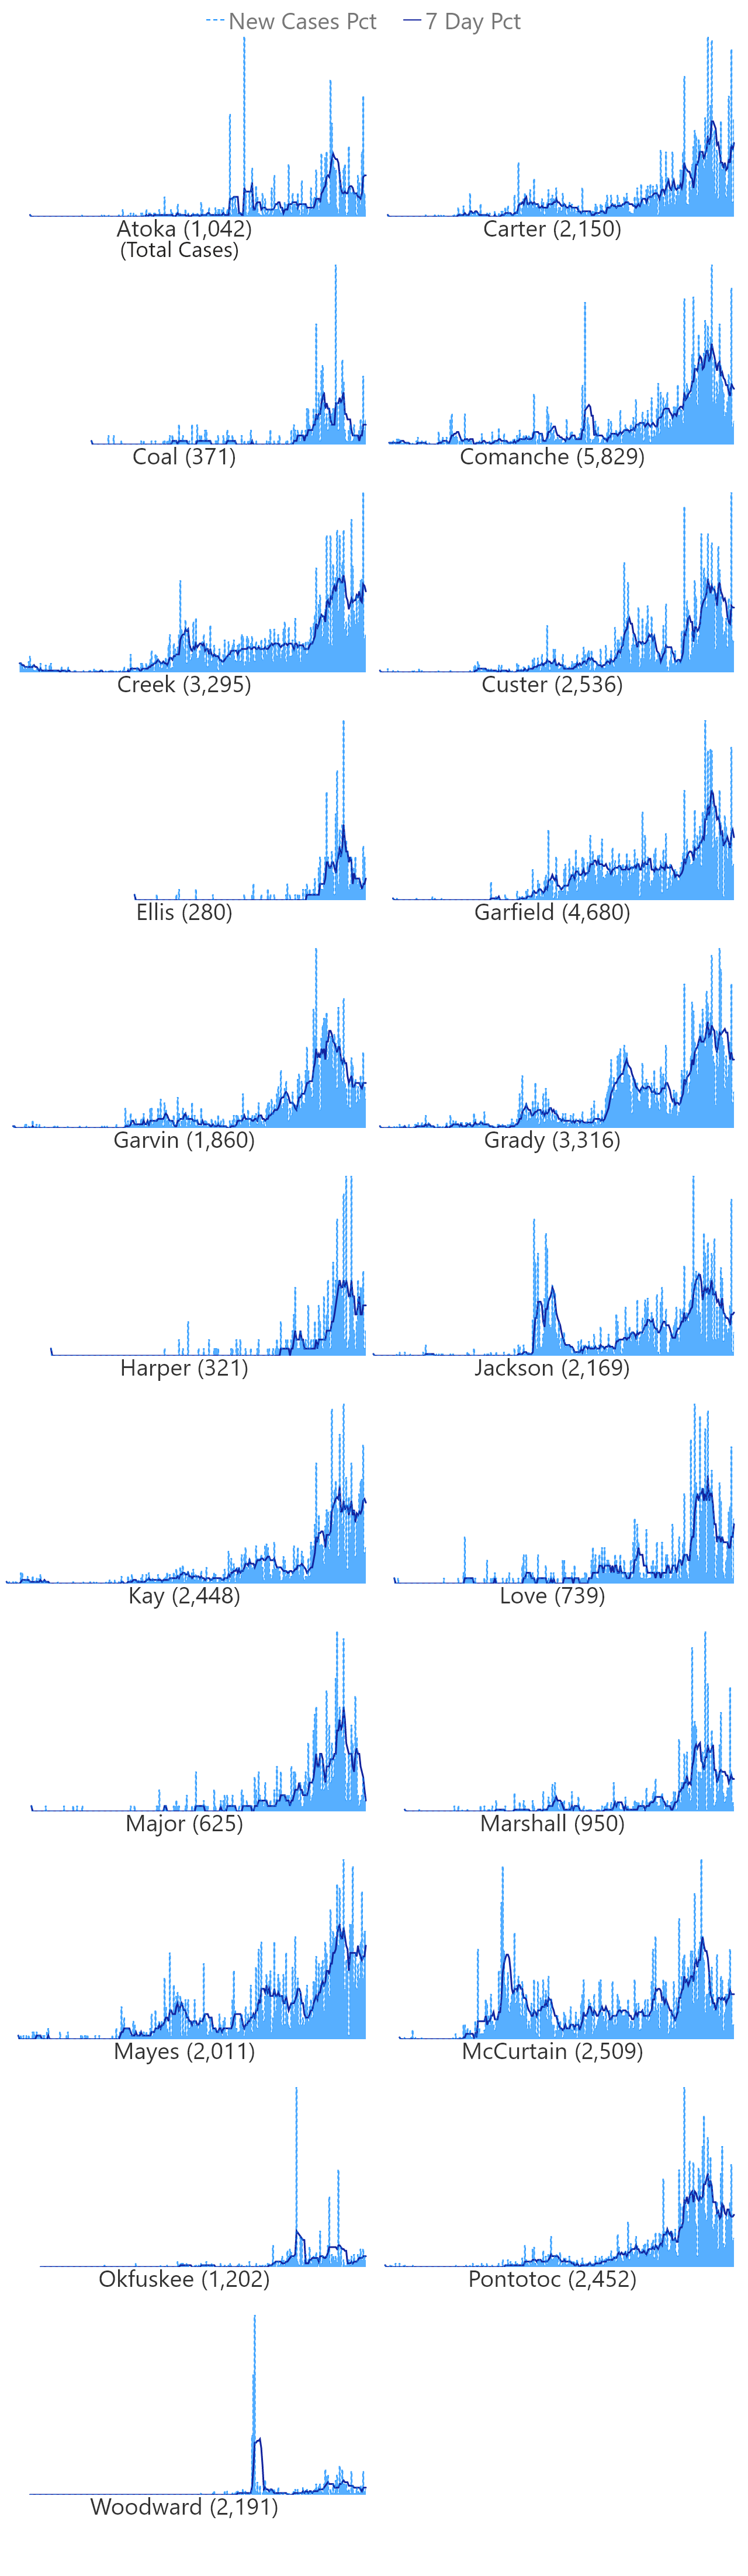 New Cases Pct 7 Day Pct
Atoka (1,042) Carter (2,150)
(Total Cases)
Coal (371) Comanche (5,829)
Creek (3,295) Custer (2,536)
Ellis (280) Garfield (4,680)
Garvin (1,860) Grady (3,316)
Harper (321) Jackson (2,169)
Kay (2,448) Love (739)
Major (625) Marshall (950)
Mayes (2,011) McCurtain (2,509)
Okfuskee (1,202) Pontotoc (2,452)
Woodward (2,191)